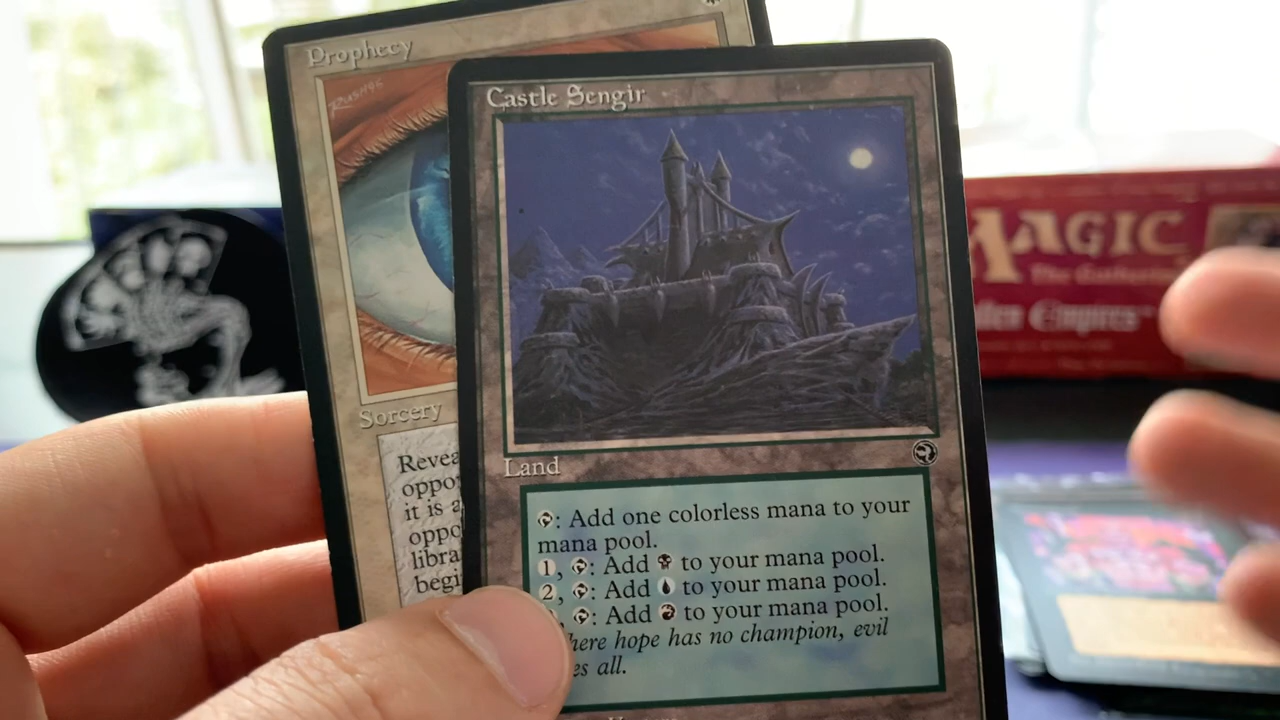 Prophecy
RUSH96
Sorcery
Revea
oppo
it is a
oppo
libra
begi
Castle Sengir
Land
: Add one colorless mana to your
mana pool.
1, : Add to your mana pool.
2, : Add to your mana pool.
, : Add to your mana pool.
here hope has no champion, evil
es all.
MAGIC
The Gathering
Empires™